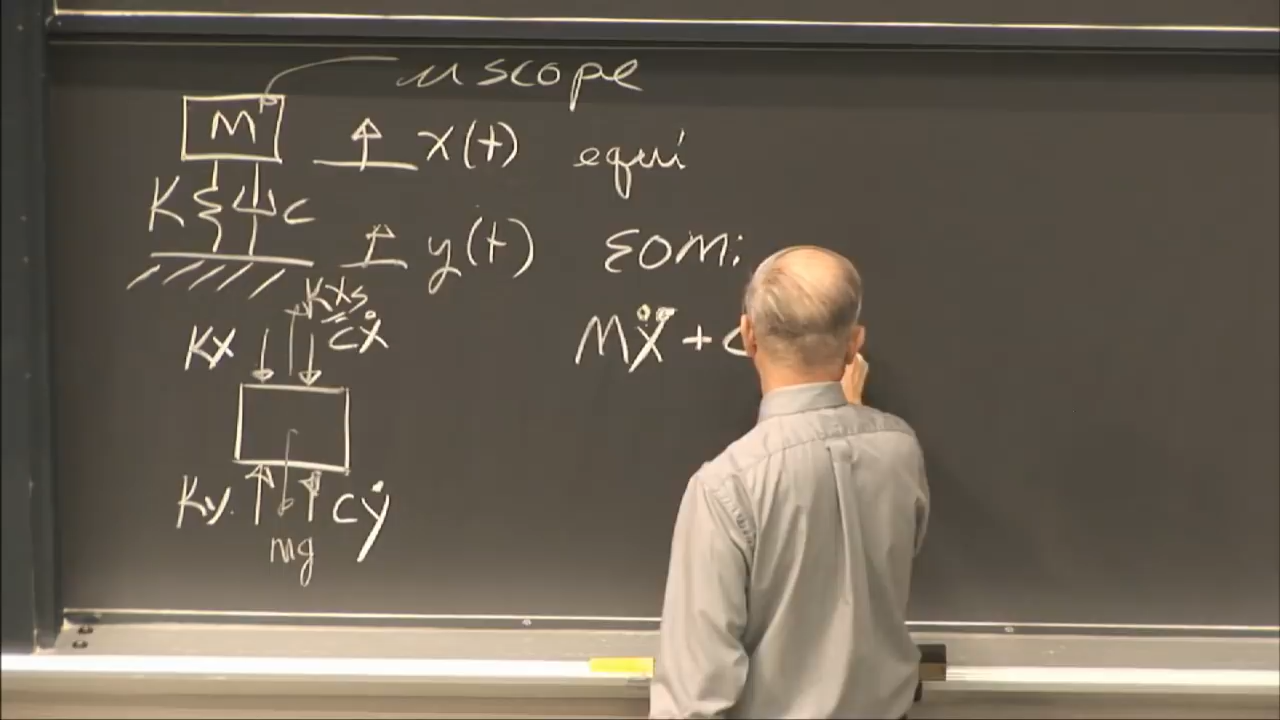 μscope
M
x(t) equi
K C
y(t) EOM:
Kxs
Kx Cẋ
Mẍ + C
Ky Cẏ
mg